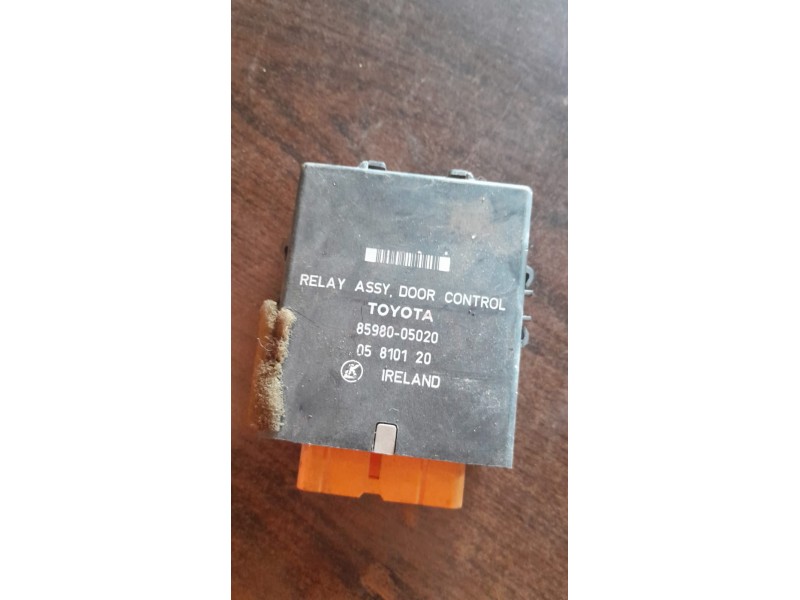 RELAY ASSY, DOOR CONTROL
TOYOTA
85980-05020
05 8101 20
IRELAND